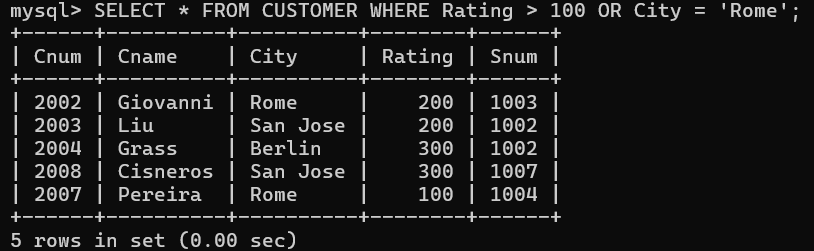 mysql> SELECT * FROM CUSTOMER WHERE Rating > 100 OR City = 'Rome';
+------+----------+----------+--------+------+
| Cnum | Cname    | City     | Rating | Snum |
+------+----------+----------+--------+------+
| 2002 | Giovanni | Rome     |    200 | 1003 |
| 2003 | Liu      | San Jose |    200 | 1002 |
| 2004 | Grass    | Berlin   |    300 | 1002 |
| 2008 | Cisneros | San Jose |    300 | 1007 |
| 2007 | Pereira  | Rome     |    100 | 1004 |
+------+----------+----------+--------+------+
5 rows in set (0.00 sec)